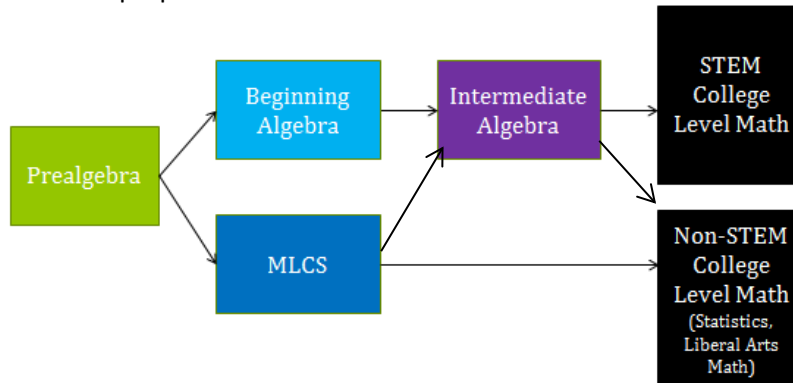 Prealgebra
Beginning
Algebra
MLCS
Intermediate
Algebra
STEM
College
Level Math
Non-STEM
College
Level Math
(Statistics,
Liberal Arts
Math)